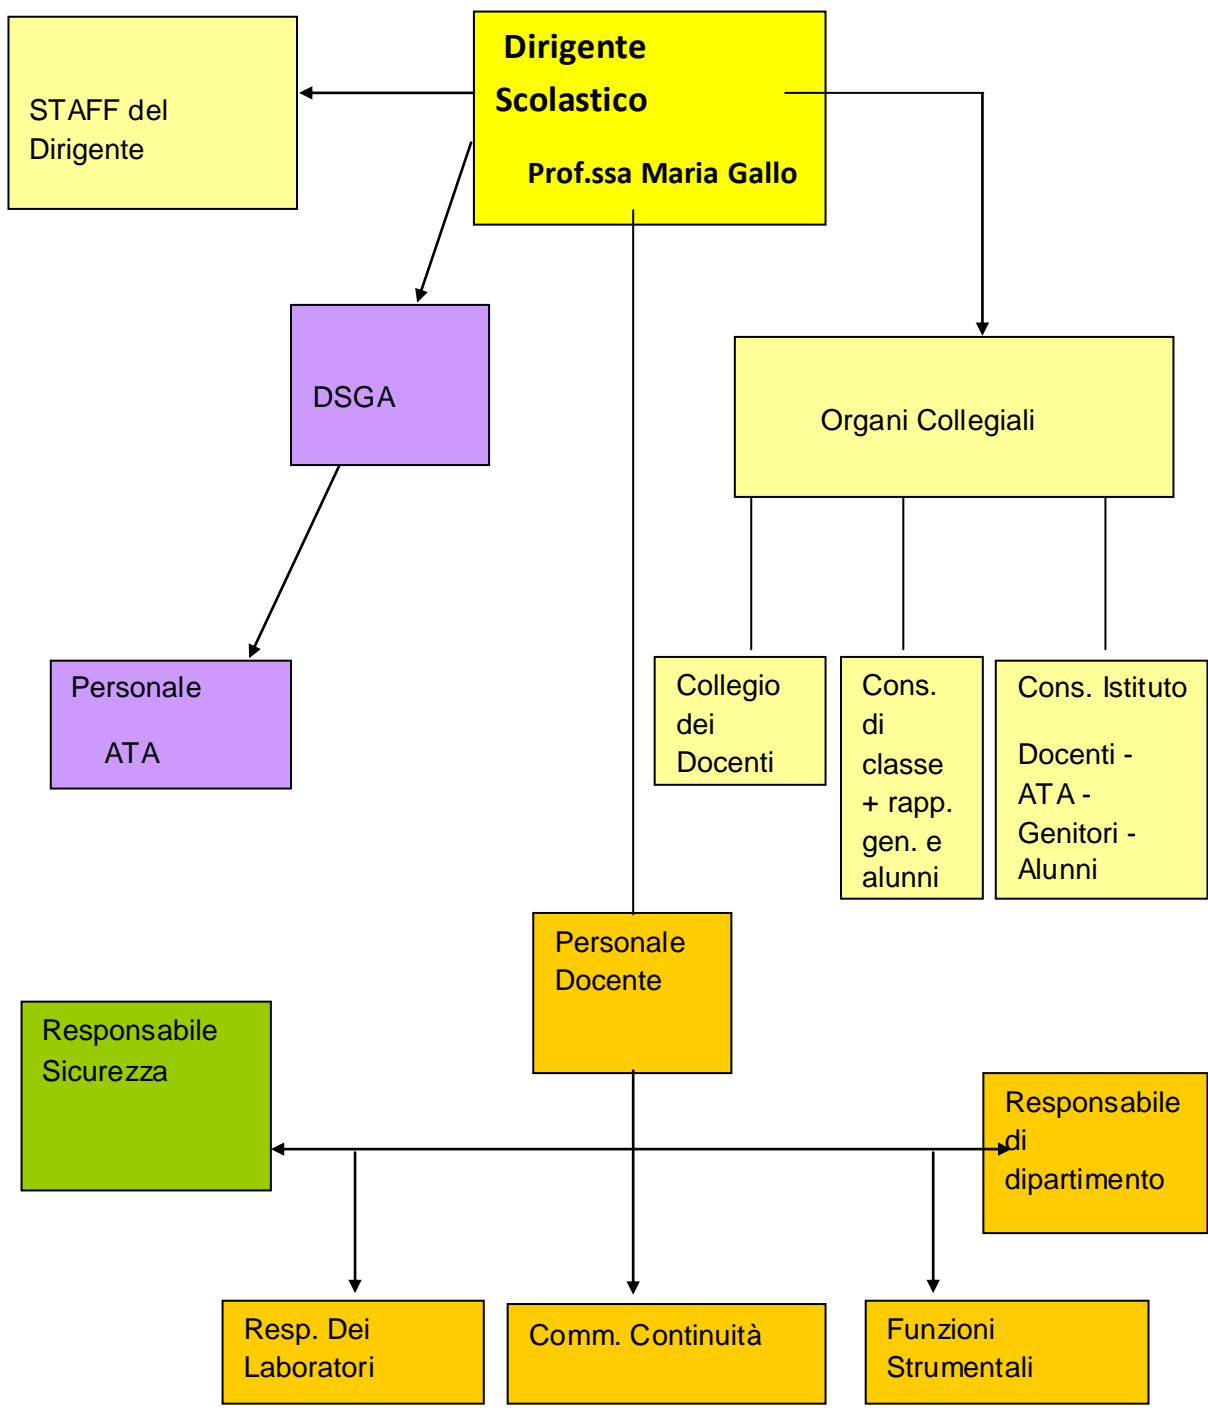 Dirigente
Scolastico
Prof.ssa Maria Gallo
STAFF del
Dirigente
DSGA
Organi Collegiali
Personale
ATA
Collegio
dei
Docenti
Cons.
di
classe
+ rapp.
gen. e
alunni
Cons. Istituto
Docenti -
ATA -
Genitori -
Alunni
Personale
Docente
Responsabile
Sicurezza
Responsabile
di
dipartimento
Resp. Dei
Laboratori
Comm. Continuità
Funzioni
Strumentali